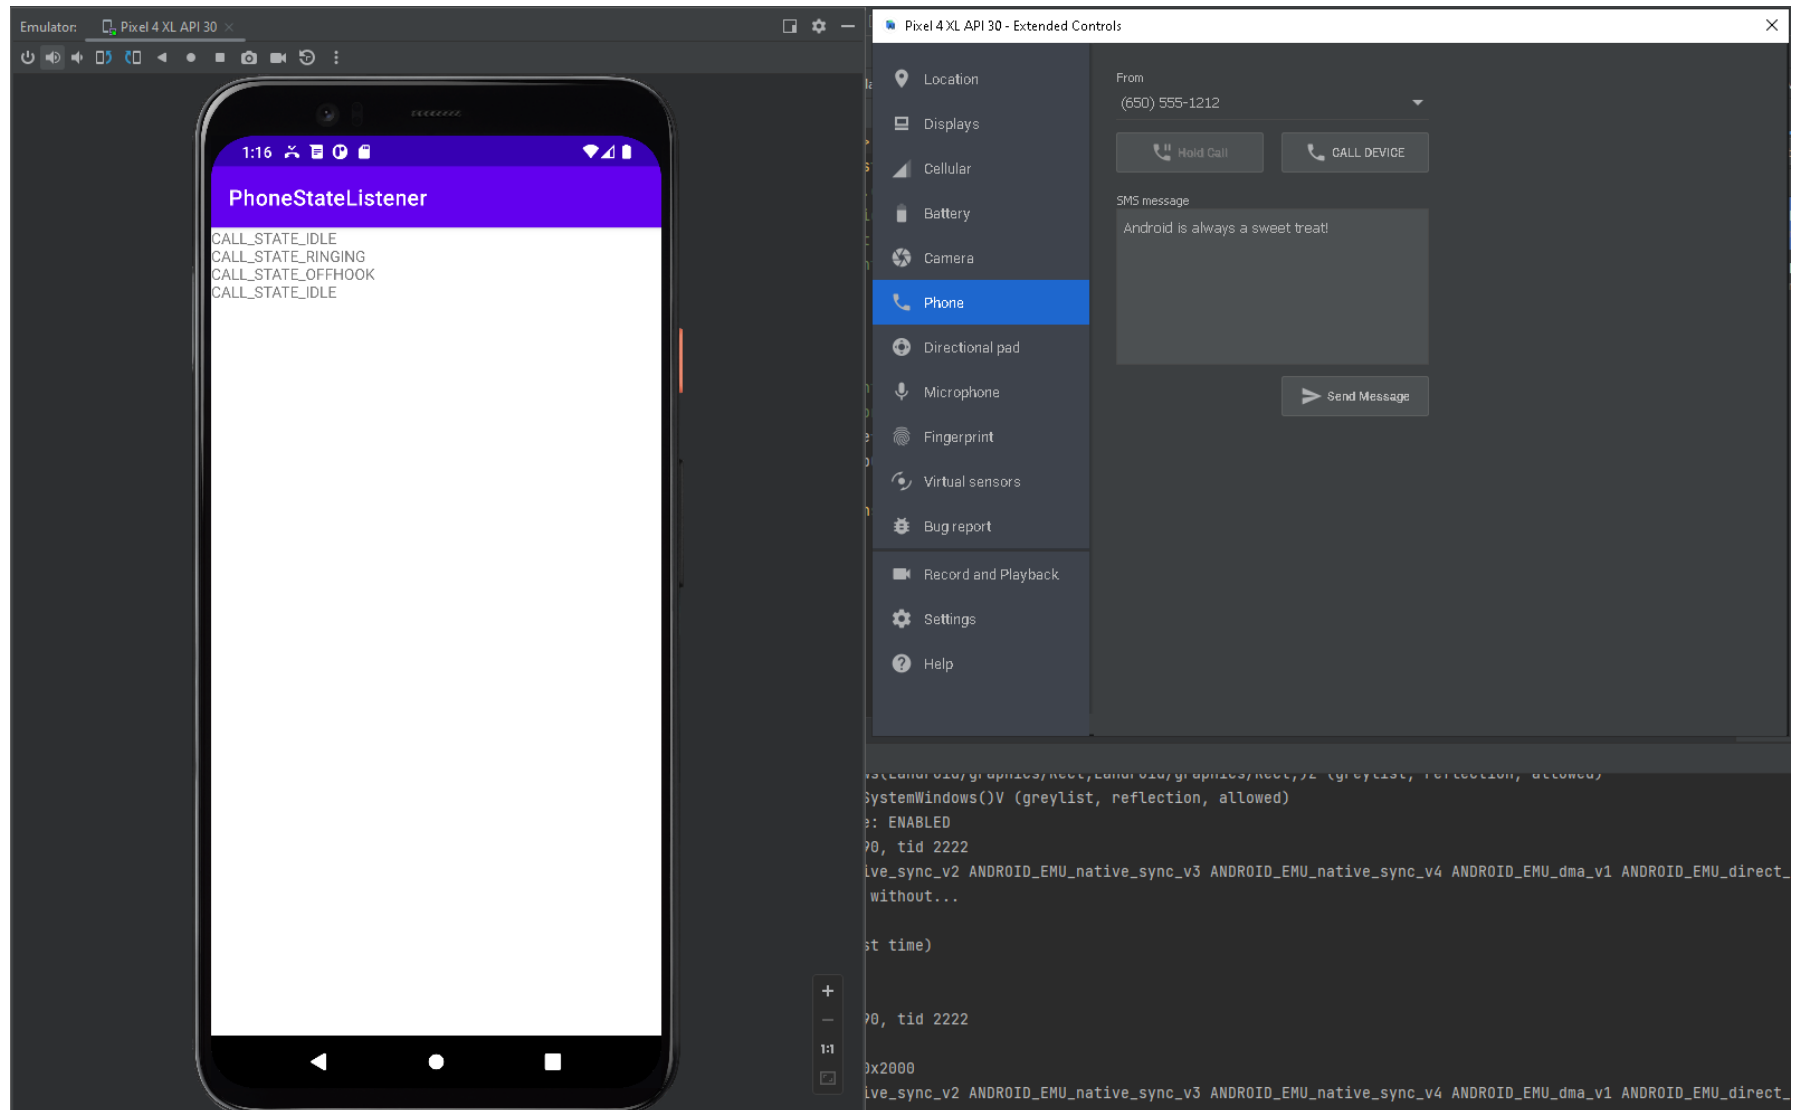 Emulator: Pixel 4 XL API 30
1:16
PhoneStateListener
CALL_STATE_IDLE
CALL_STATE_RINGING
CALL_STATE_OFFHOOK
CALL_STATE_IDLE
1:1
Pixel 4 XL API 30 - Extended Controls
Location
Displays
Cellular
Battery
Camera
Phone
Directional pad
Microphone
Fingerprint
Virtual sensors
Bug report
Record and Playback
Settings
Help
From
(650) 555-1212
Hold Call
CALL DEVICE
SMS message
Android is always a sweet treat!
Send Message
SystemWindows()V (greylist, reflection, allowed)
: ENABLED
0, tid 2222
ive_sync_v2 ANDROID_EMU_native_sync_v3 ANDROID_EMU_native_sync_v4 ANDROID_EMU_dma_v1 ANDROID_EMU_direct_
without...
st time)
0, tid 2222
0x2000
ive_sync_v2 ANDROID_EMU_native_sync_v3 ANDROID_EMU_native_sync_v4 ANDROID_EMU_dma_v1 ANDROID_EMU_direct_